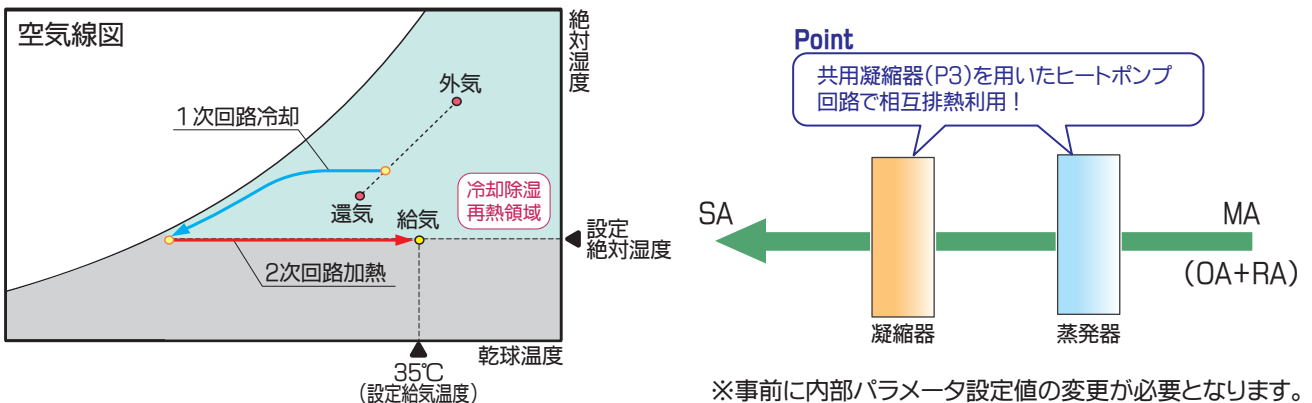 空気線図
絶対湿度
外気
1次回路冷却
還気
冷却除湿
再熱領域
給気
設定
絶対湿度
2次回路加熱
乾球温度
35℃
(設定給気温度)
Point
共用凝縮器(P3)を用いたヒートポンプ
回路で相互排熱利用!
SA
MA
(OA+RA)
凝縮器
蒸発器
※事前に内部パラメータ設定値の変更が必要となります。